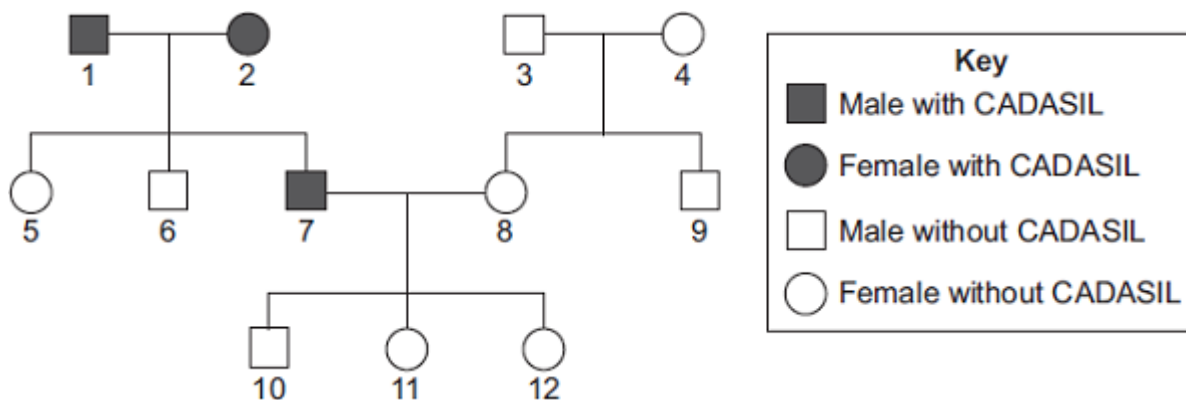 1 2 3 4
Key
Male with CADASIL
Female with CADASIL
Male without CADASIL
Female without CADASIL
5 6 7 8 9
10 11 12